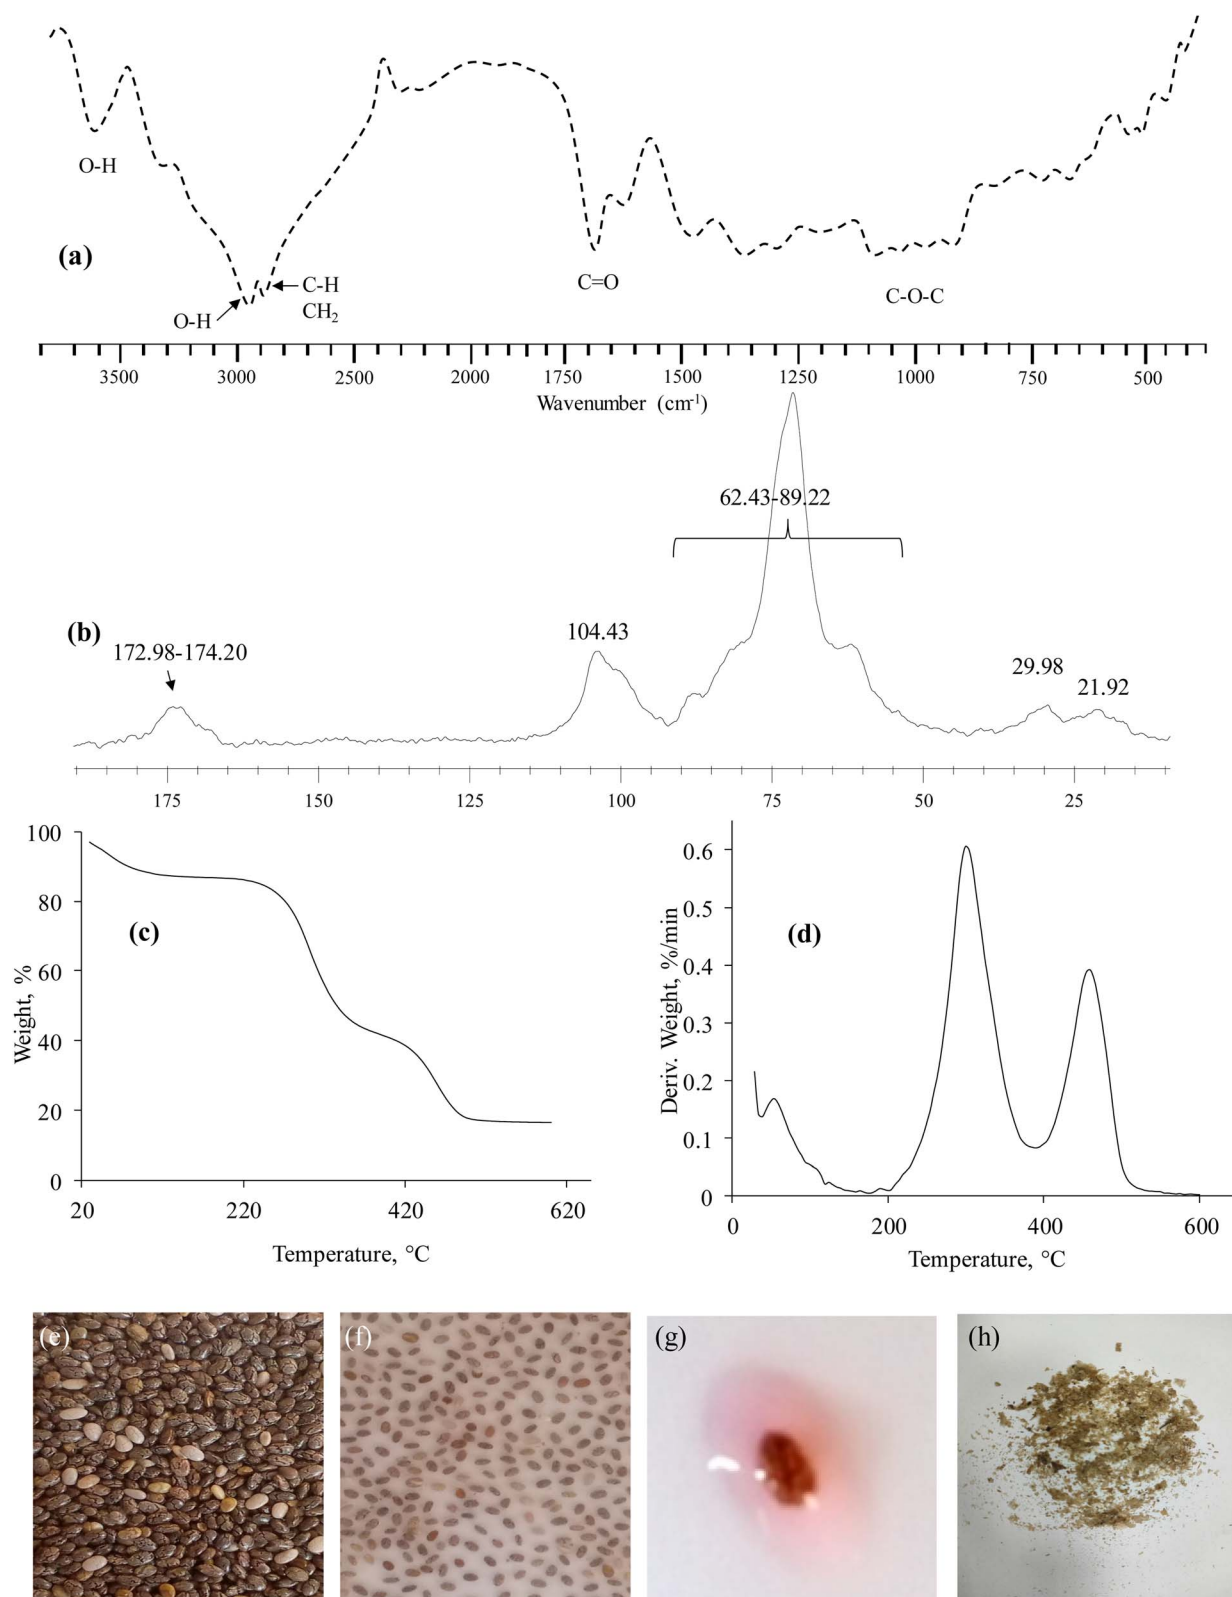 O-H
(a)
C-H
CH₂
O-H
C=O
C-O-C
3500 3000 2500 2000 1750 1500 1250 1000 750 500
Wavenumber (cm⁻¹)
62.43-89.22
(b)
172.98-174.20
104.43
29.98
21.92
175 150 125 100 75 50 25
100
80
60
40
20
0
Weight, %
(c)
20 220 420 620
Temperature, °C
0.6
0.5
0.4
0.3
0.2
0.1
0
Deriv. Weight, %/min
(d)
0 200 400 600
Temperature, °C
(e)
(f)
(g)
(h)